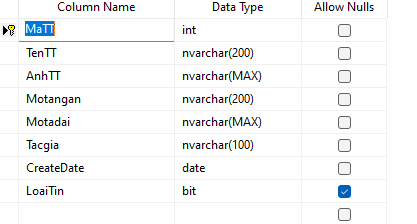 Column Name Data Type Allow Nulls
MaTT int
TenTT nvarchar(200)
AnhTT nvarchar(MAX)
Motangan nvarchar(200)
Motadai nvarchar(MAX)
Tacgia nvarchar(100)
CreateDate date
LoaiTin bit